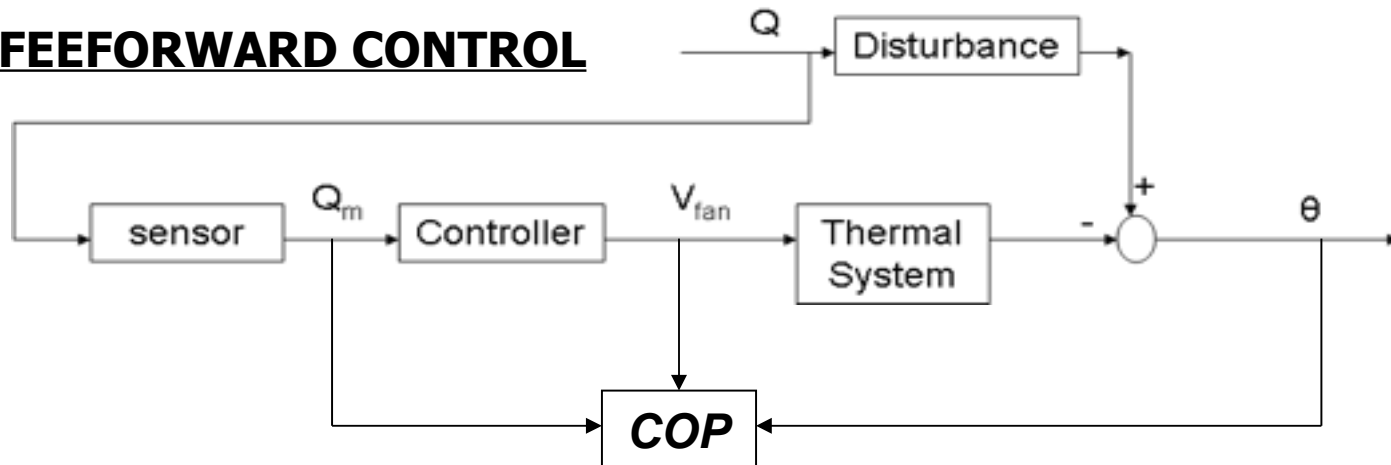 FEEFORWARD CONTROL
Q
Disturbance
+
sensor
Qm
Controller
Vfan
Thermal
System
-
θ
COP